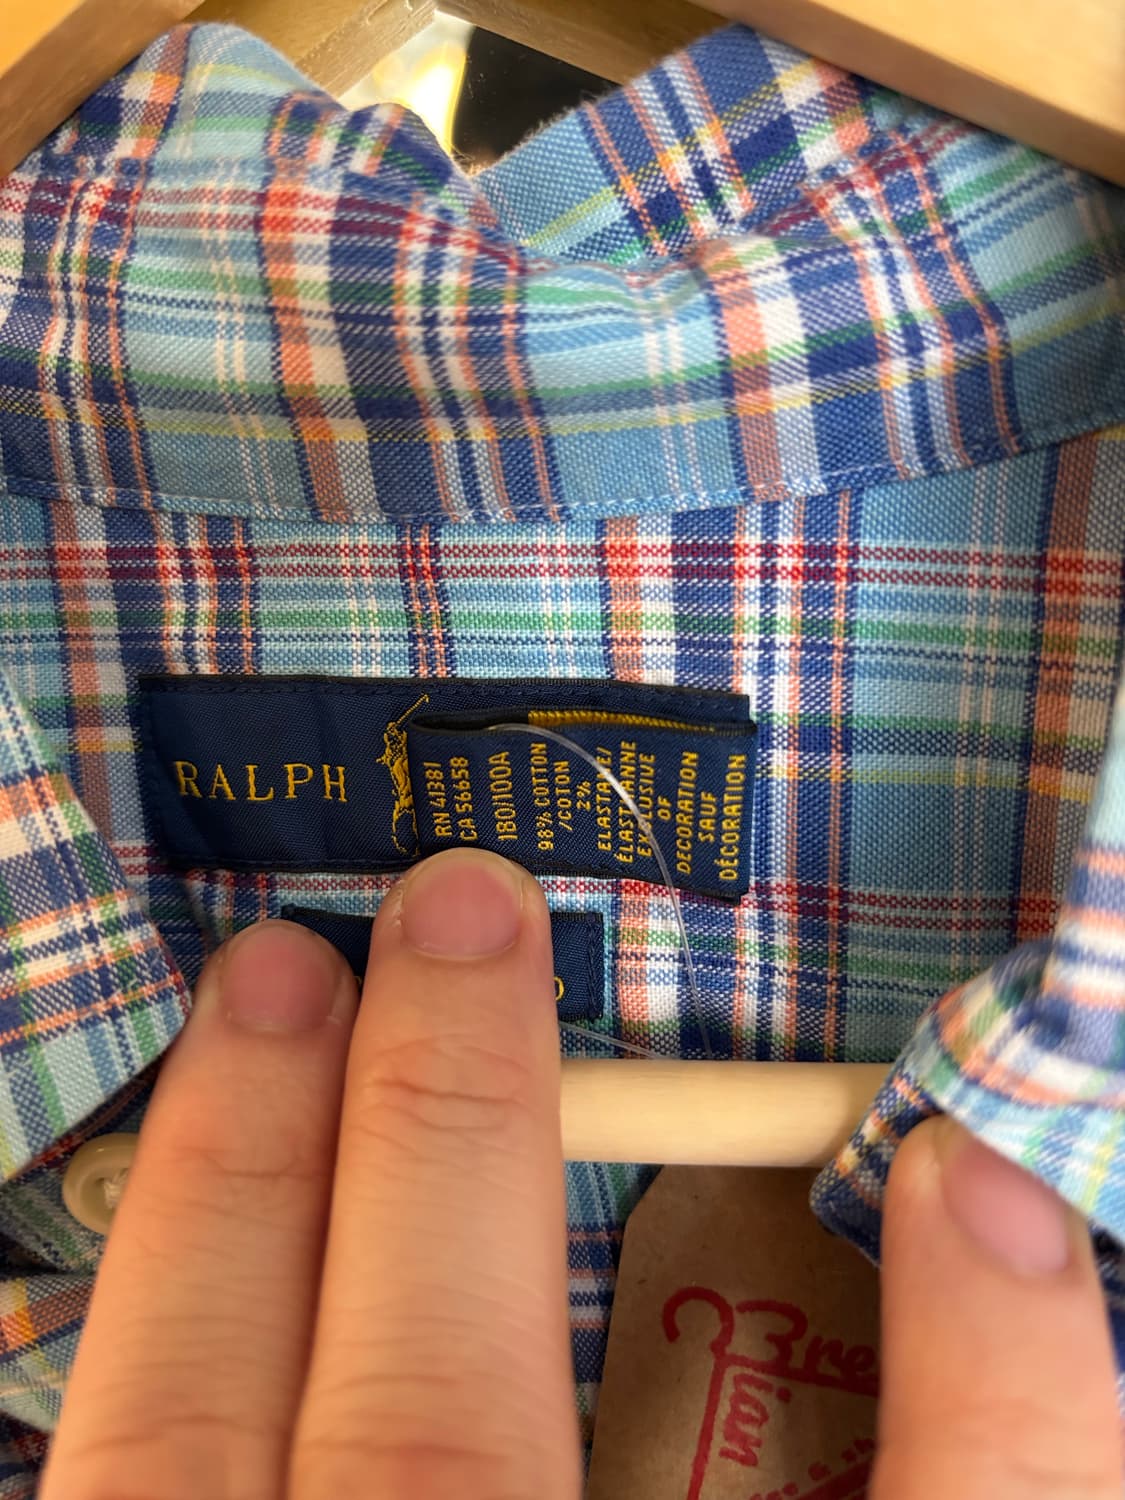 RALPH
RN 41381
CA 56658
180/100A
98% COTTON
/COTON
2%
ELASTANE/
ÉLASTHANNE
EXCLUSIVE
OF
DECORATION
SAUF
DÉCORATION